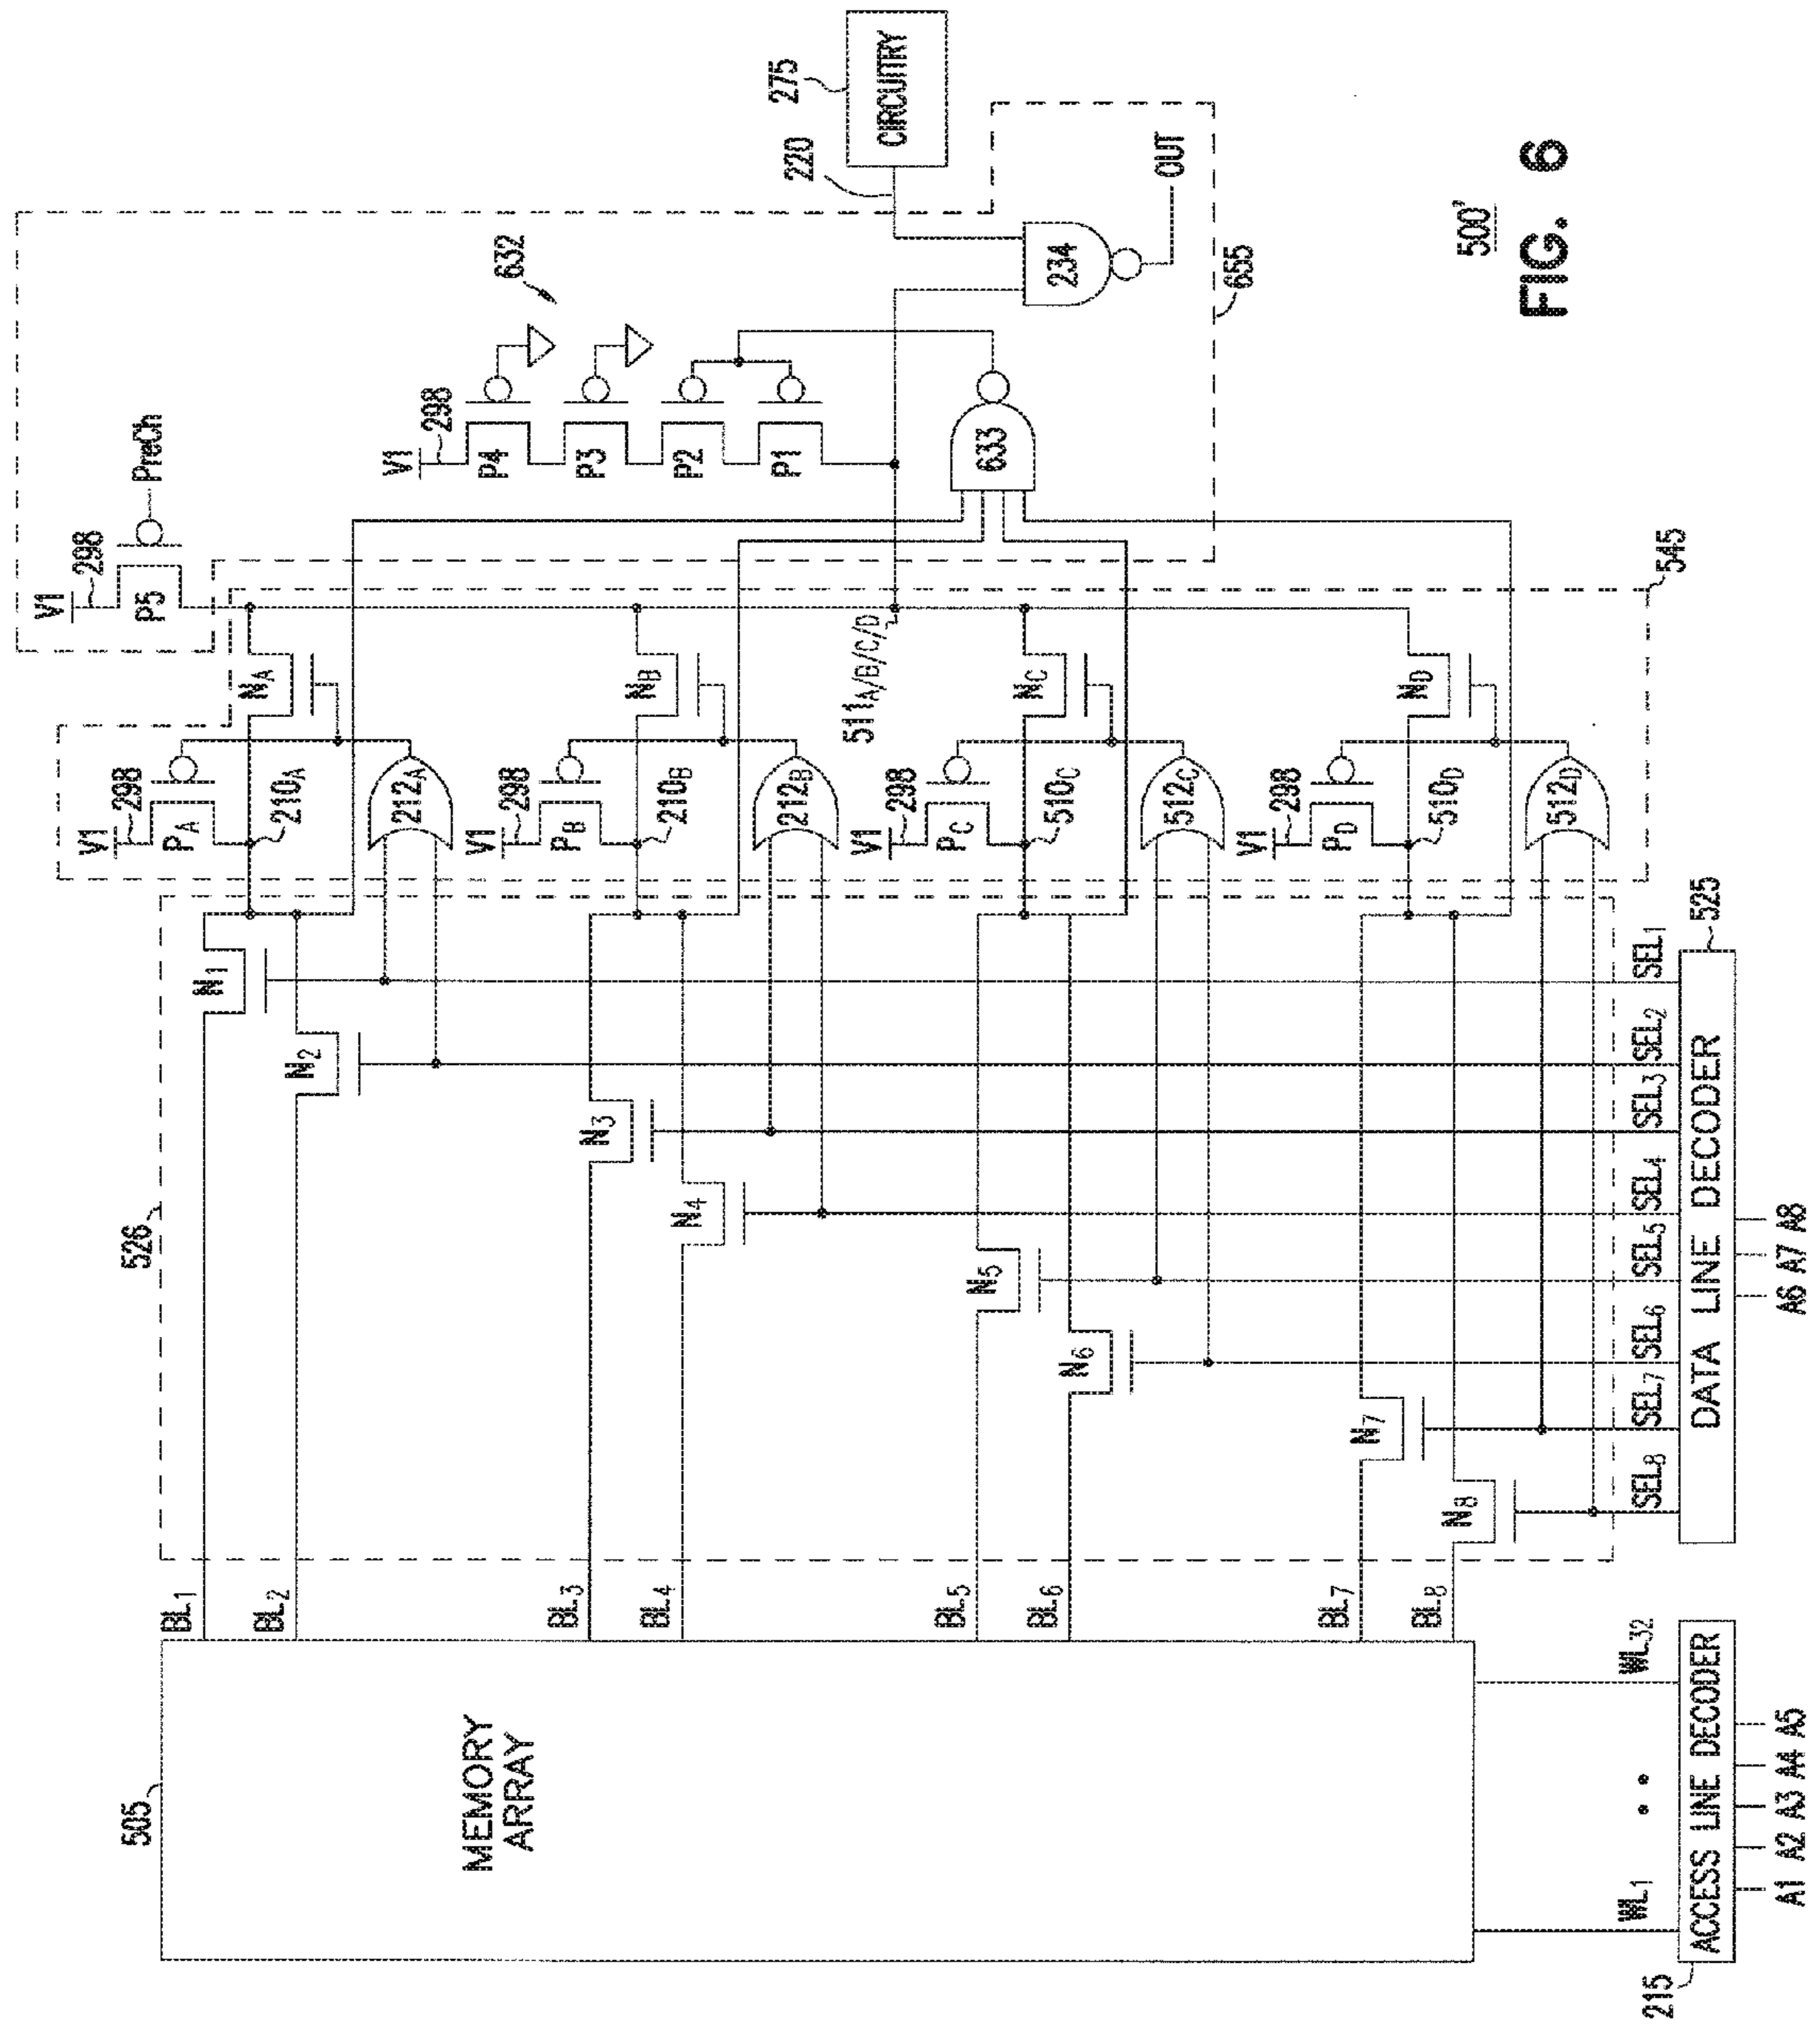 505
MEMORY
ARRAY
215
ACCESS LINE DECODER
WL1
WL32
A1 A2 A3 A4 A5
BL1
BL2
BL3
BL4
BL5
BL6
BL7
BL8
526
N1
N2
N3
N4
N5
N6
N7
N8
SEL8
SEL7
SEL6
SEL5
SEL4
SEL3
SEL2
SEL1
DATA LINE DECODER
525
A6 A7 A8
V1
298
PA
210A
212A
NA
V1
298
PB
210B
212B
NB
511A/B/C/D
V1
298
PC
510C
512C
NC
V1
298
PD
510D
512D
ND
545
V1
298
P5
PreCh
V1
298
P4
P3
P2
P1
632
633
234
OUT
655
220
275
CIRCUITRY
500'
FIG. 6